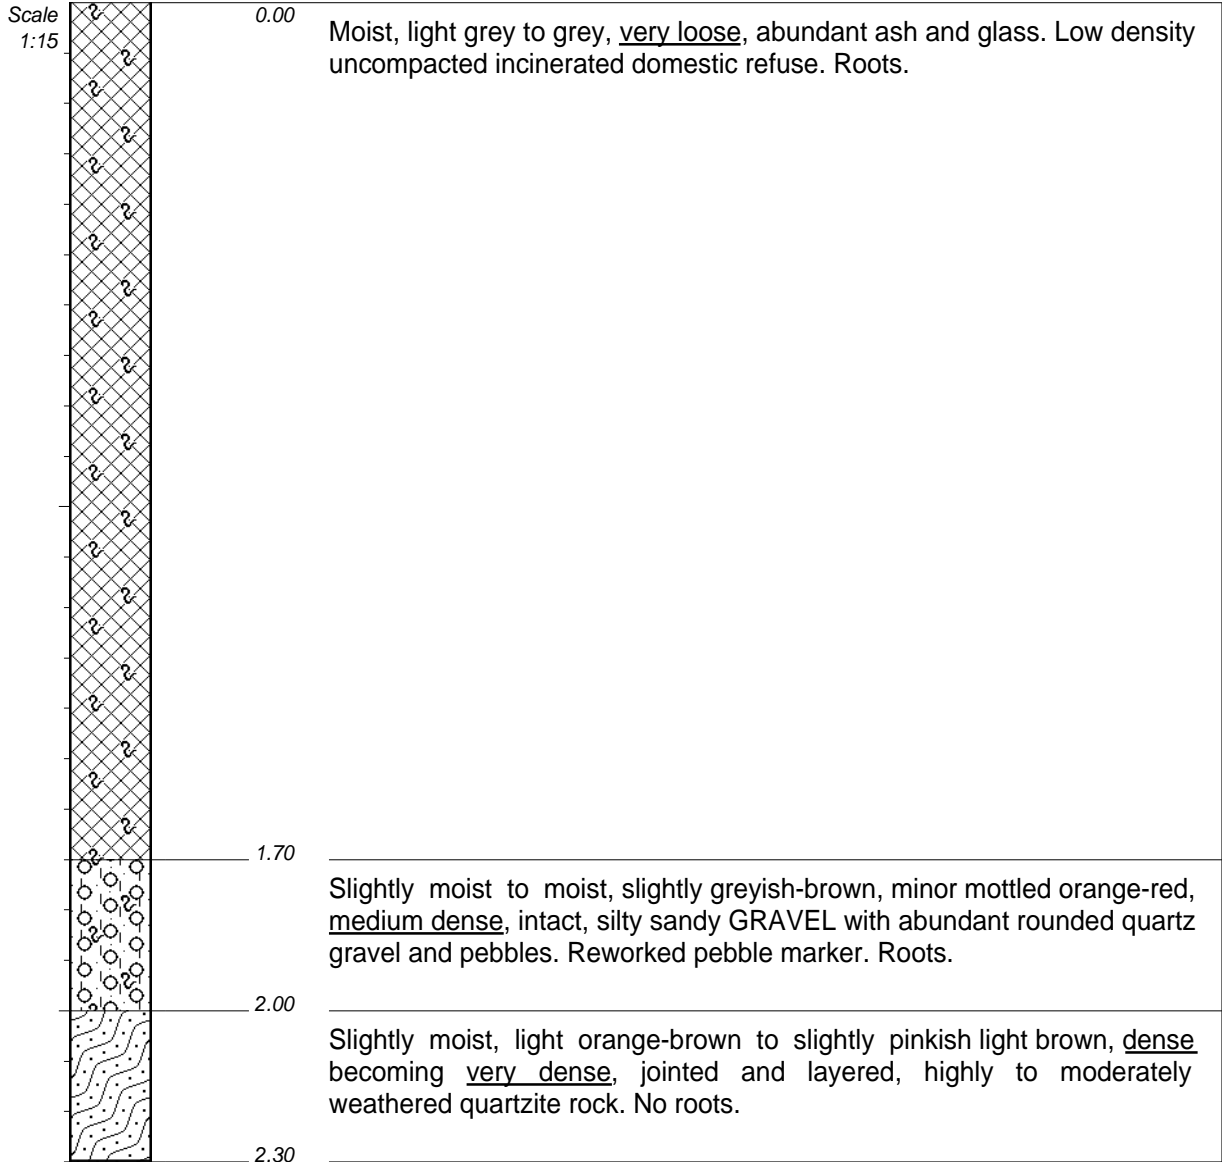 Scale
1:15
0.00
Moist, light grey to grey, very loose, abundant ash and glass. Low density
uncompacted incinerated domestic refuse. Roots.
1.70
Slightly moist to moist, slightly greyish-brown, minor mottled orange-red,
medium dense, intact, silty sandy GRAVEL with abundant rounded quartz
gravel and pebbles. Reworked pebble marker. Roots.
2.00
Slightly moist, light orange-brown to slightly pinkish light brown, dense
becoming very dense, jointed and layered, highly to moderately
weathered quartzite rock. No roots.
2.30